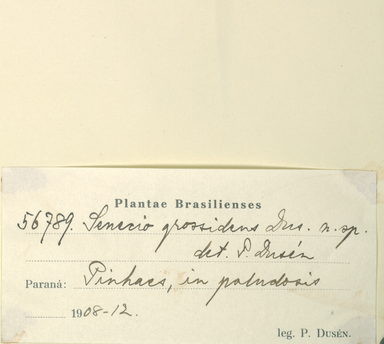 Plantae Brasilienses
56789. Senecio grossidens Dus. n. sp.
det. P. Dusén
Paraná: Pinhaes, in paludosis
1908-12.
leg. P. Dusén.